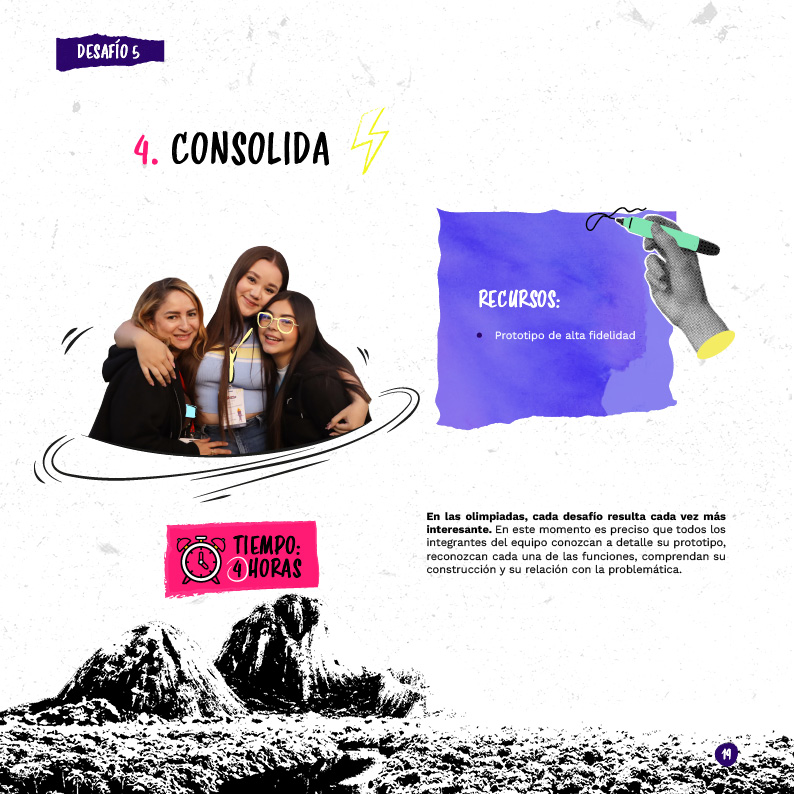 DESAFÍO 5
4. CONSOLIDA
RECURSOS:
• Prototipo de alta fidelidad
En las olimpiadas, cada desafío resulta cada vez más
interesante. En este momento es preciso que todos los
integrantes del equipo conozcan a detalle su prototipo,
reconozcan cada una de las funciones, comprendan su
construcción y su relación con la problemática.
TIEMPO:
4 HORAS
19